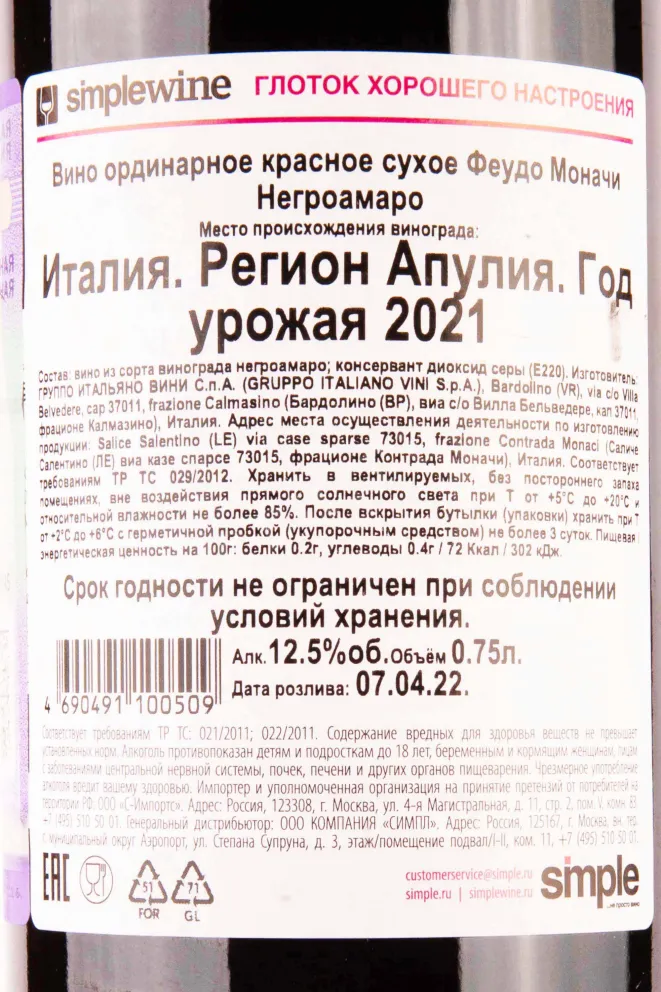 simplewine ГЛОТОК ХОРОШЕГО НАСТРОЕНИЯ
Вино ординарное красное сухое Феудо Моначи
Негроамаро
Место происхождения винограда:
Италия. Регион Апулия. Год
урожая 2021
Состав: вино из сорта винограда негроамаро; консервант диоксид серы (Е220). Изготовитель:
ГРУППО ИТАЛЬЯНО ВИНИ С.п.А. (GRUPPO ITALIANO VINI S.p.A.), Bardolino (VR), via c/o Villa
Belvedere, cap 37011, frazione Calmasino (Бардолино (ВР), виа с/о Вилла Бельведере, кап 37011,
фрационе Калмазино), Италия. Адрес места осуществления деятельности по изготовлению
продукции: Salice Salentino (LE) via case sparse 73015, frazione Contrada Monaci (Саличе
Салентино (ЛЕ) виа казе спарсе 73015, фрационе Контрада Моначи), Италия. Соответствует
требованиям ТР ТС 029/2012. Хранить в вентилируемых, без постороннего запаха
помещениях, вне воздействия прямого солнечного света при Т от +5°С до +20°С и
относительной влажности не более 85%. После вскрытия бутылки (упаковки) хранить при Т
от +2°С до +6°С с герметичной пробкой (укупорочным средством) не более 3 суток. Пищевая
энергетическая ценность на 100г: белки 0.2г, углеводы 0.4г / 72 Ккал / 302 кДж.
Срок годности не ограничен при соблюдении
условий хранения.
Алк. 12.5%об. Объём 0.75л.
Дата розлива: 07.04.22.
4 690491 100509
Соответствует требованиям ТР ТС: 021/2011; 022/2011. Содержание вредных для здоровья веществ не превышает
установленных норм. Алкоголь противопоказан детям и подросткам до 18 лет, беременным и кормящим женщинам, лицам
с заболеваниями центральной нервной системы, почек, печени и других органов пищеварения. Чрезмерное употребление
алкоголя вредит вашему здоровью. Импортер и уполномоченная организация на принятие претензий от потребителей на
территории РФ: ООО «С-Импортс». Адрес: Россия, 123308, г. Москва, ул. 4-я Магистральная, д. 11, стр. 2, пом. V, комн. 83.
+7 (495) 510 50 01. Генеральный дистрибьютор: ООО КОМПАНИЯ «СИМПЛ». Адрес: Россия, 125167, г. Москва, вн. тер.
г. муниципальный округ Аэропорт, ул. Степана Супруна, д. 3, этаж/помещение подвал/I-II, ком. 11, +7 (495) 510 50 01.
EAC
51
FOR
71
GL
customerservice@simple.ru
simple.ru | simplewine.ru
simple
...не просто вино